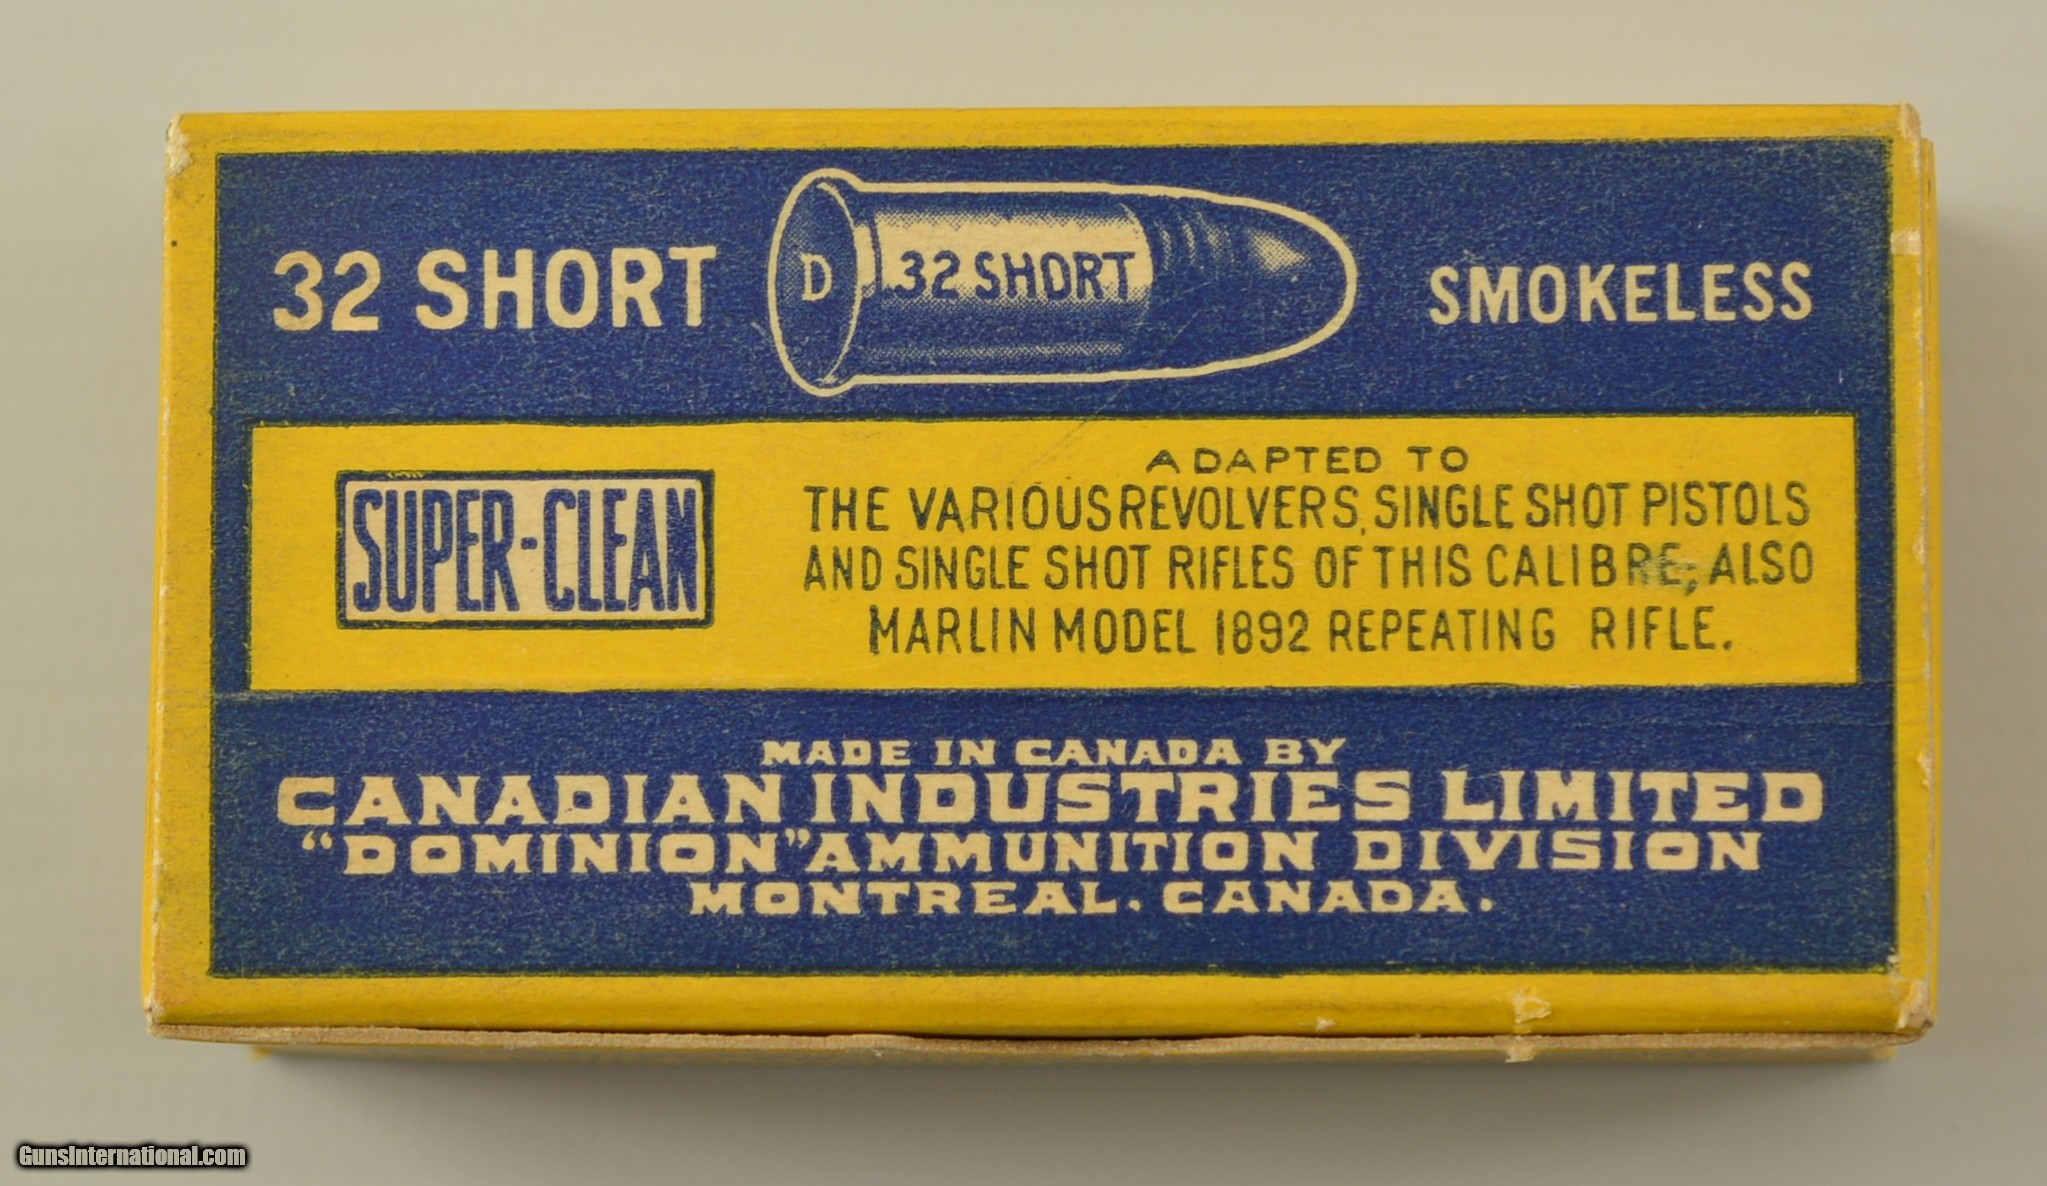 32 SHORT
D
.32 SHORT
SMOKELESS
SUPER-CLEAN
ADAPTED TO
THE VARIOUS REVOLVERS, SINGLE SHOT PISTOLS
AND SINGLE SHOT RIFLES OF THIS CALIBRE, ALSO
MARLIN MODEL 1892 REPEATING RIFLE.
MADE IN CANADA BY
CANADIAN INDUSTRIES LIMITED
"DOMINION" AMMUNITION DIVISION
MONTREAL. CANADA.
GunsInternational.com